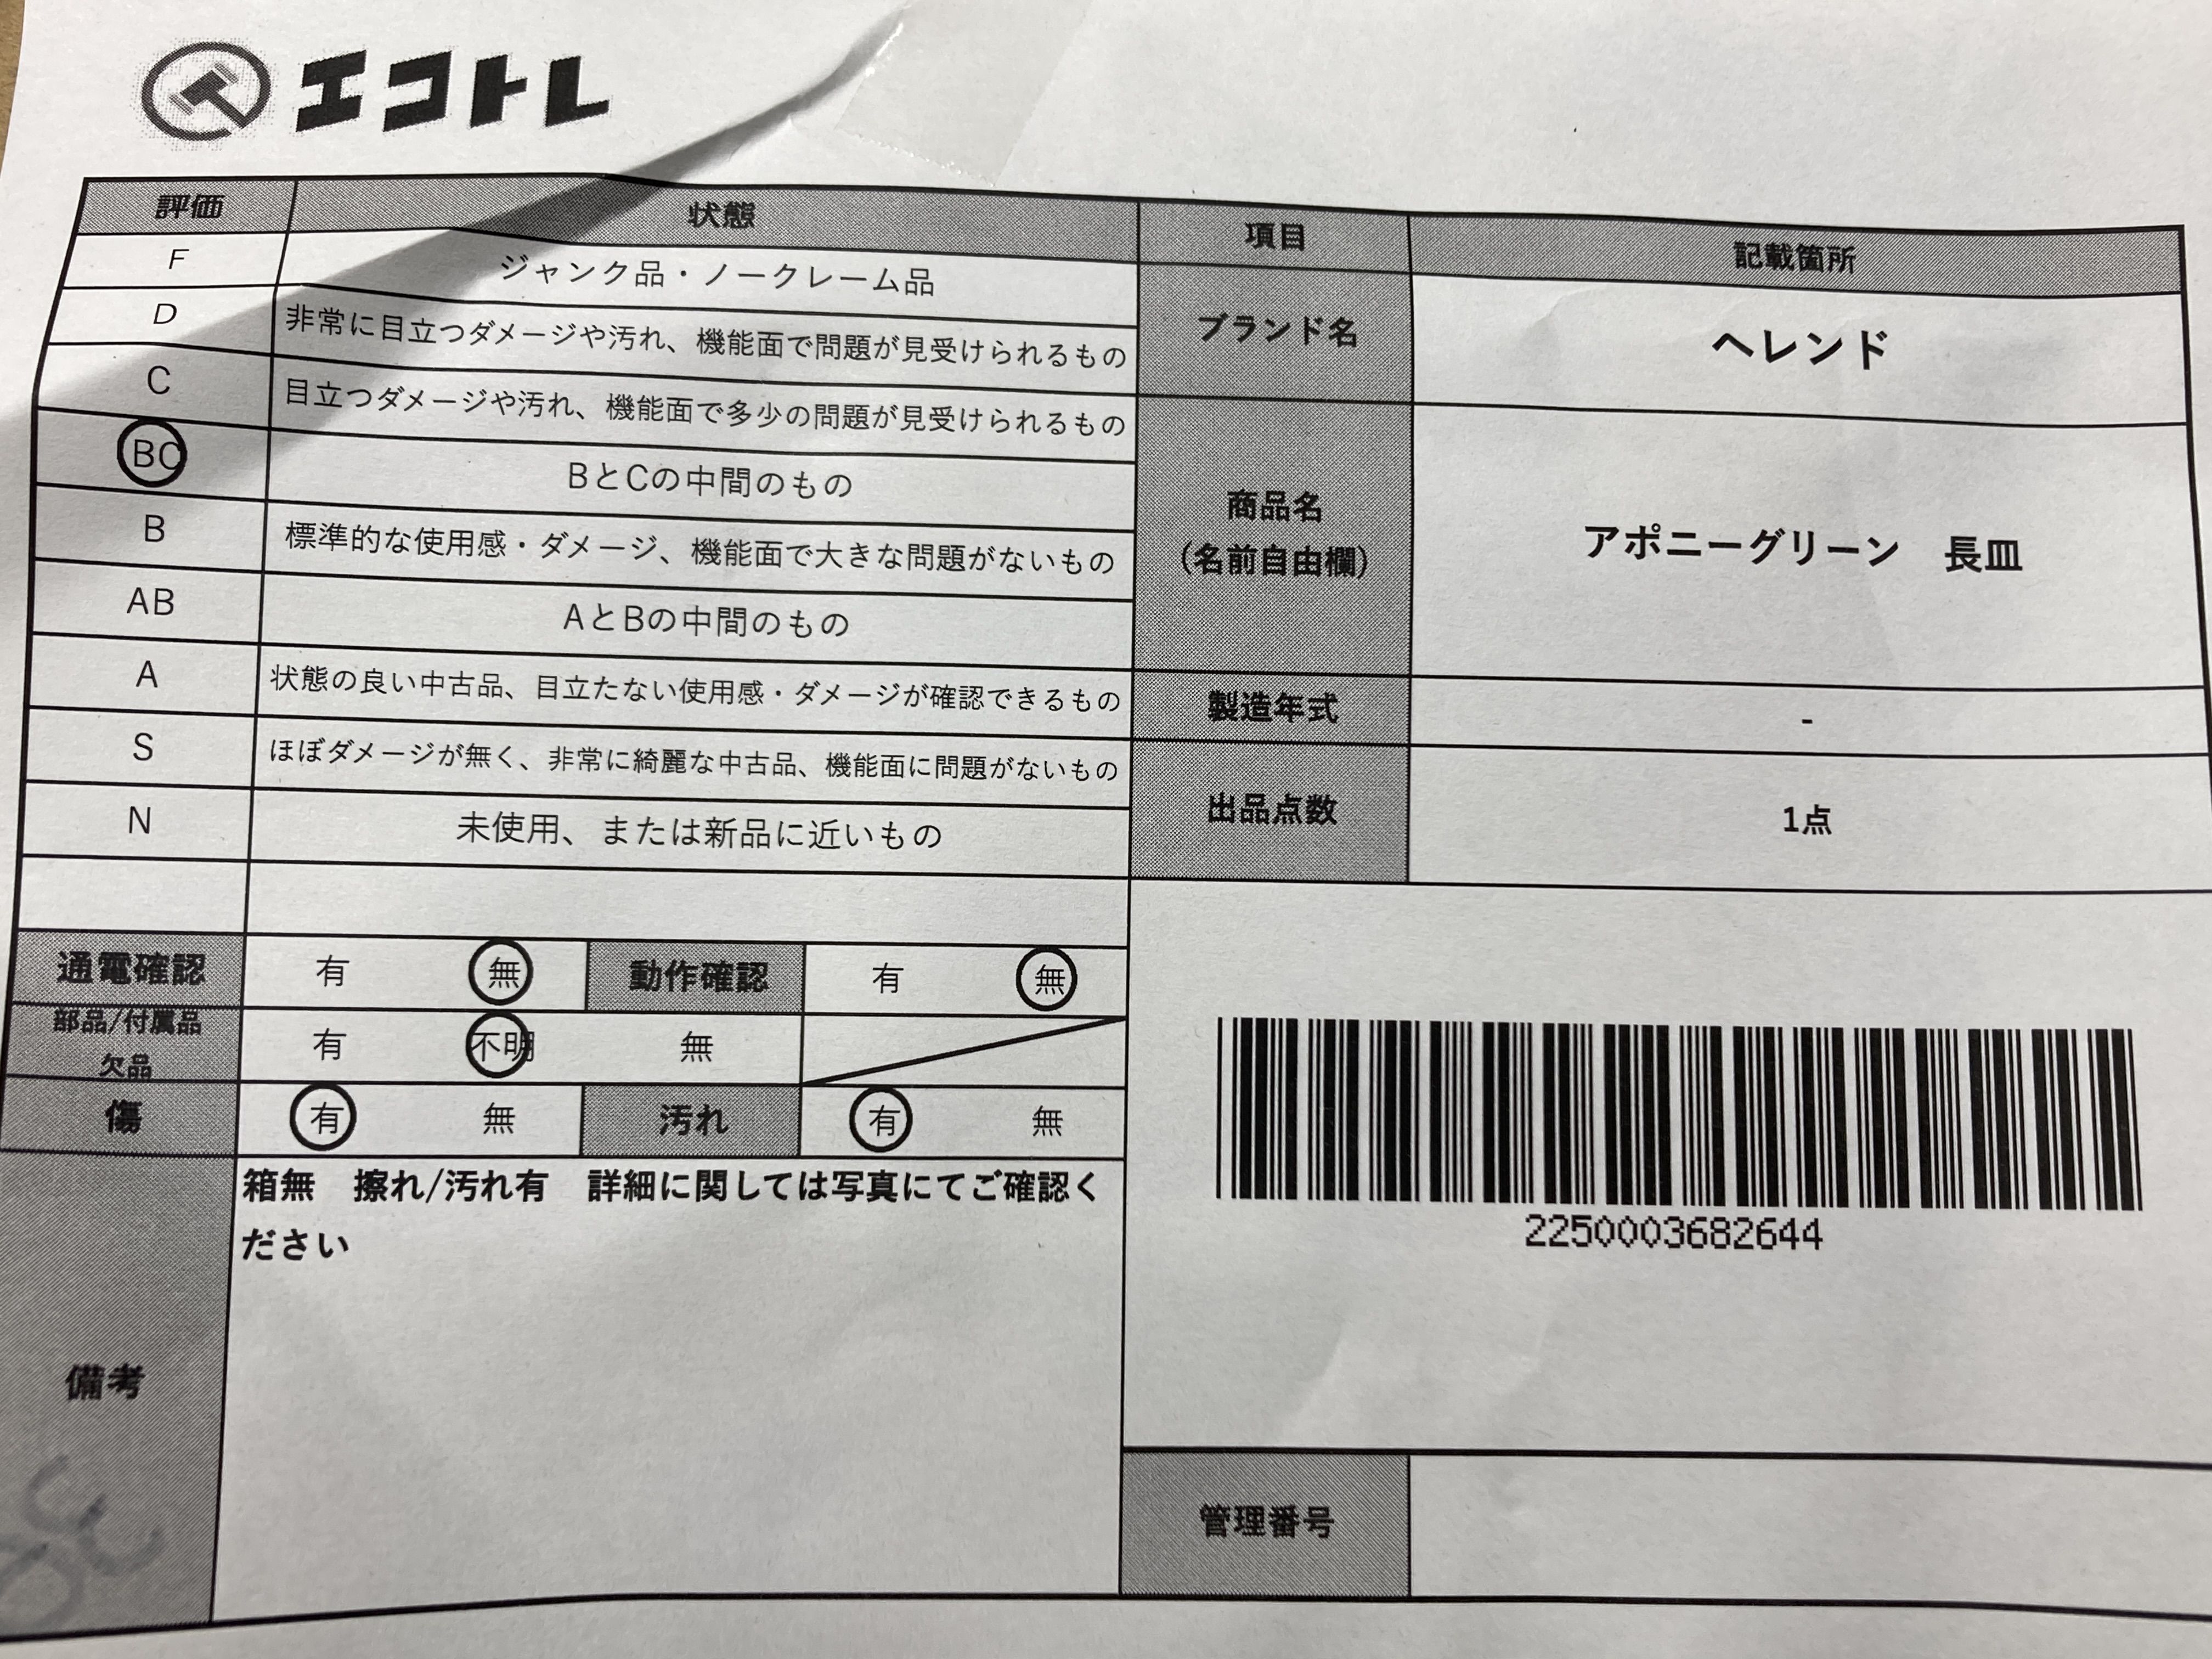 エコトレ
評価 状態
F ジャンク品・ノークレーム品
D 非常に目立つダメージや汚れ、機能面で問題が見受けられるもの
C 目立つダメージや汚れ、機能面で多少の問題が見受けられるもの
BC BとCの中間のもの
B 標準的な使用感・ダメージ、機能面で大きな問題がないもの
AB AとBの中間のもの
A 状態の良い中古品、目立たない使用感・ダメージが確認できるもの
S ほぼダメージが無く、非常に綺麗な中古品、機能面に問題がないもの
N 未使用、または新品に近いもの
通電確認 有 無 動作確認 有 無
部品/付属品
欠品
有 不明 無
傷 有 無 汚れ 有 無
備考
箱無 擦れ/汚れ有 詳細に関しては写真にてご確認く
ださい
項目 記載箇所
ブランド名 ヘレンド
商品名
(名前自由欄)
アポニーグリーン 長皿
製造年式 -
出品点数 1点
2250003682644
管理番号